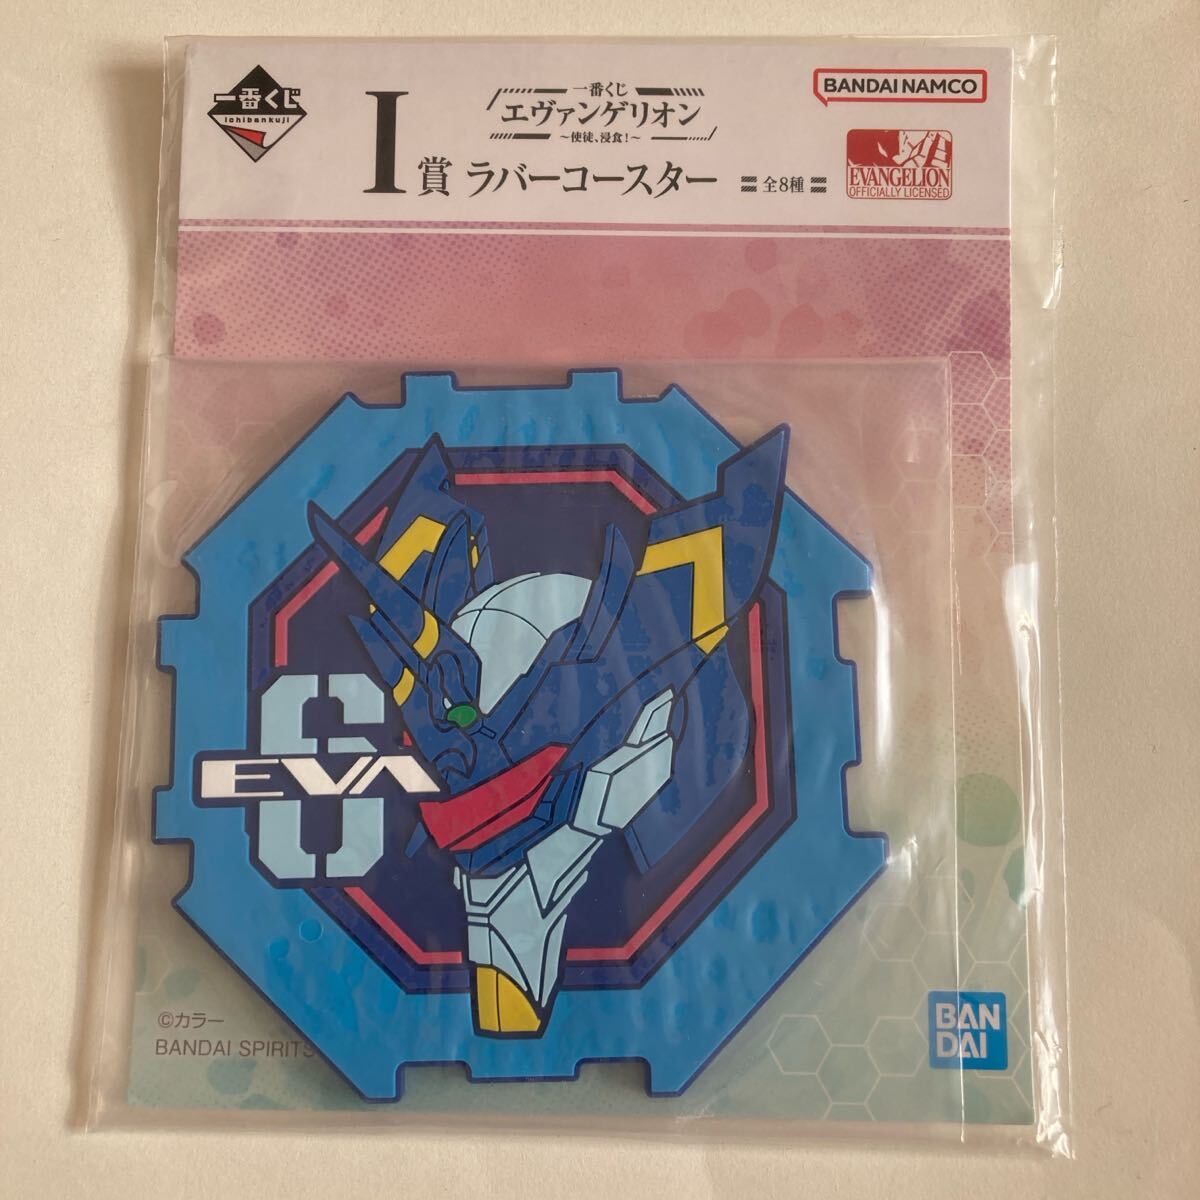 一番くじ
ichibankuji
I賞
一番くじ
エヴァンゲリオン
～使徒、浸食！～
ラバーコースター
全8種
BANDAI NAMCO
EVANGELION
OFFICIALLY LICENSED
EVA
©カラー
BANDAI SPIRITS
BAN
DAI